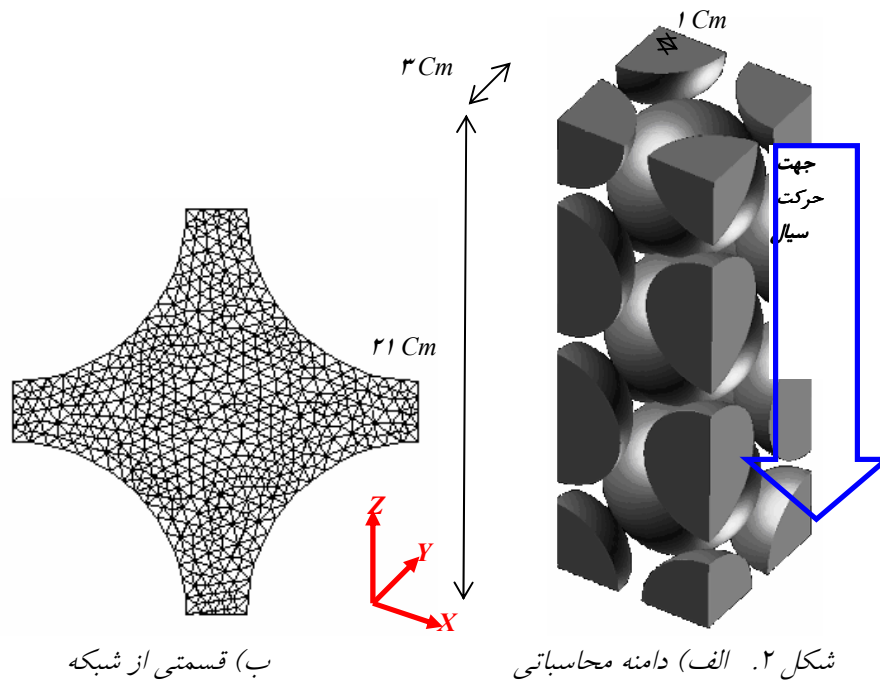 ۱ Cm
۳ Cm
جهت
حرکت
سیال
۲۱ Cm
Z
Y
X
شکل ۲. الف) دامنه محاسباتی
ب) قسمتی از شبکه